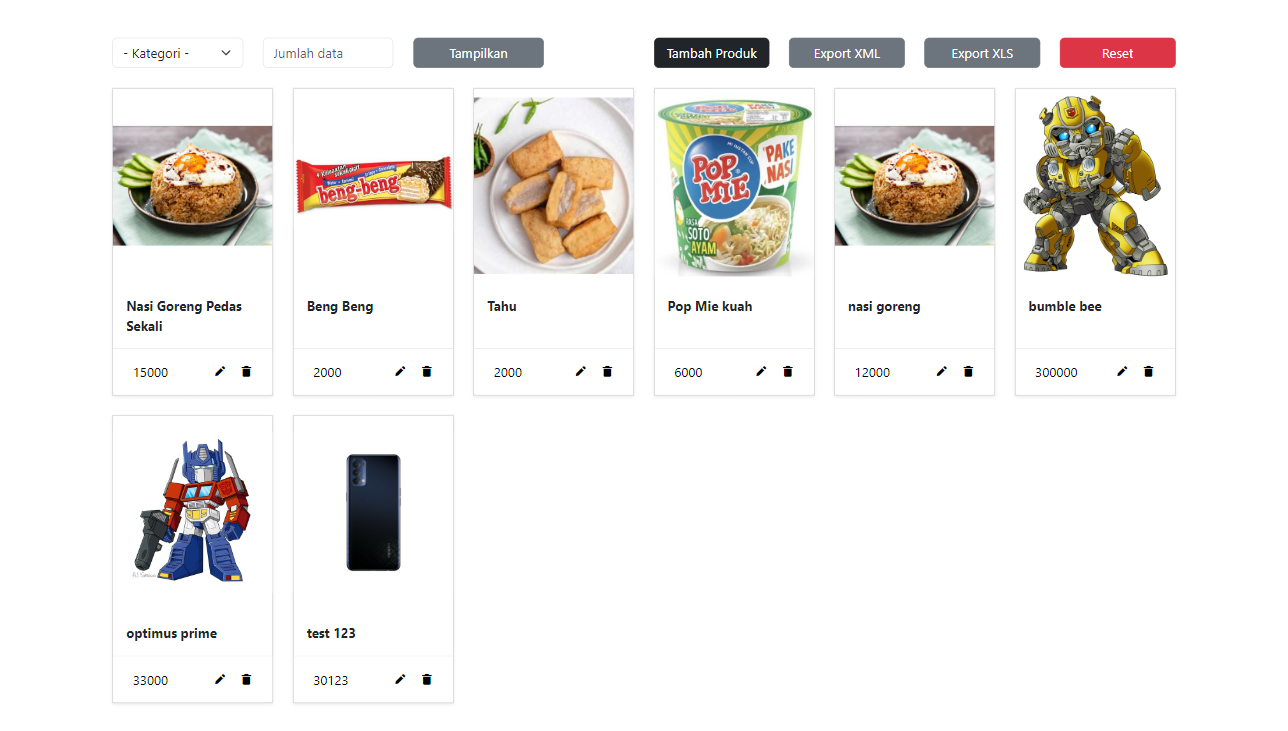 - Kategori -
Jumlah data
Tampilkan
Tambah Produk
Export XML
Export XLS
Reset
beng-beng
POP
MIE
PAKE
NASI
RASA
SOTO
AYAM
Nasi Goreng Pedas
Sekali
Beng Beng
Tahu
Pop Mie kuah
nasi goreng
bumble bee
15000
2000
2000
6000
12000
300000
optimus prime
test 123
33000
30123